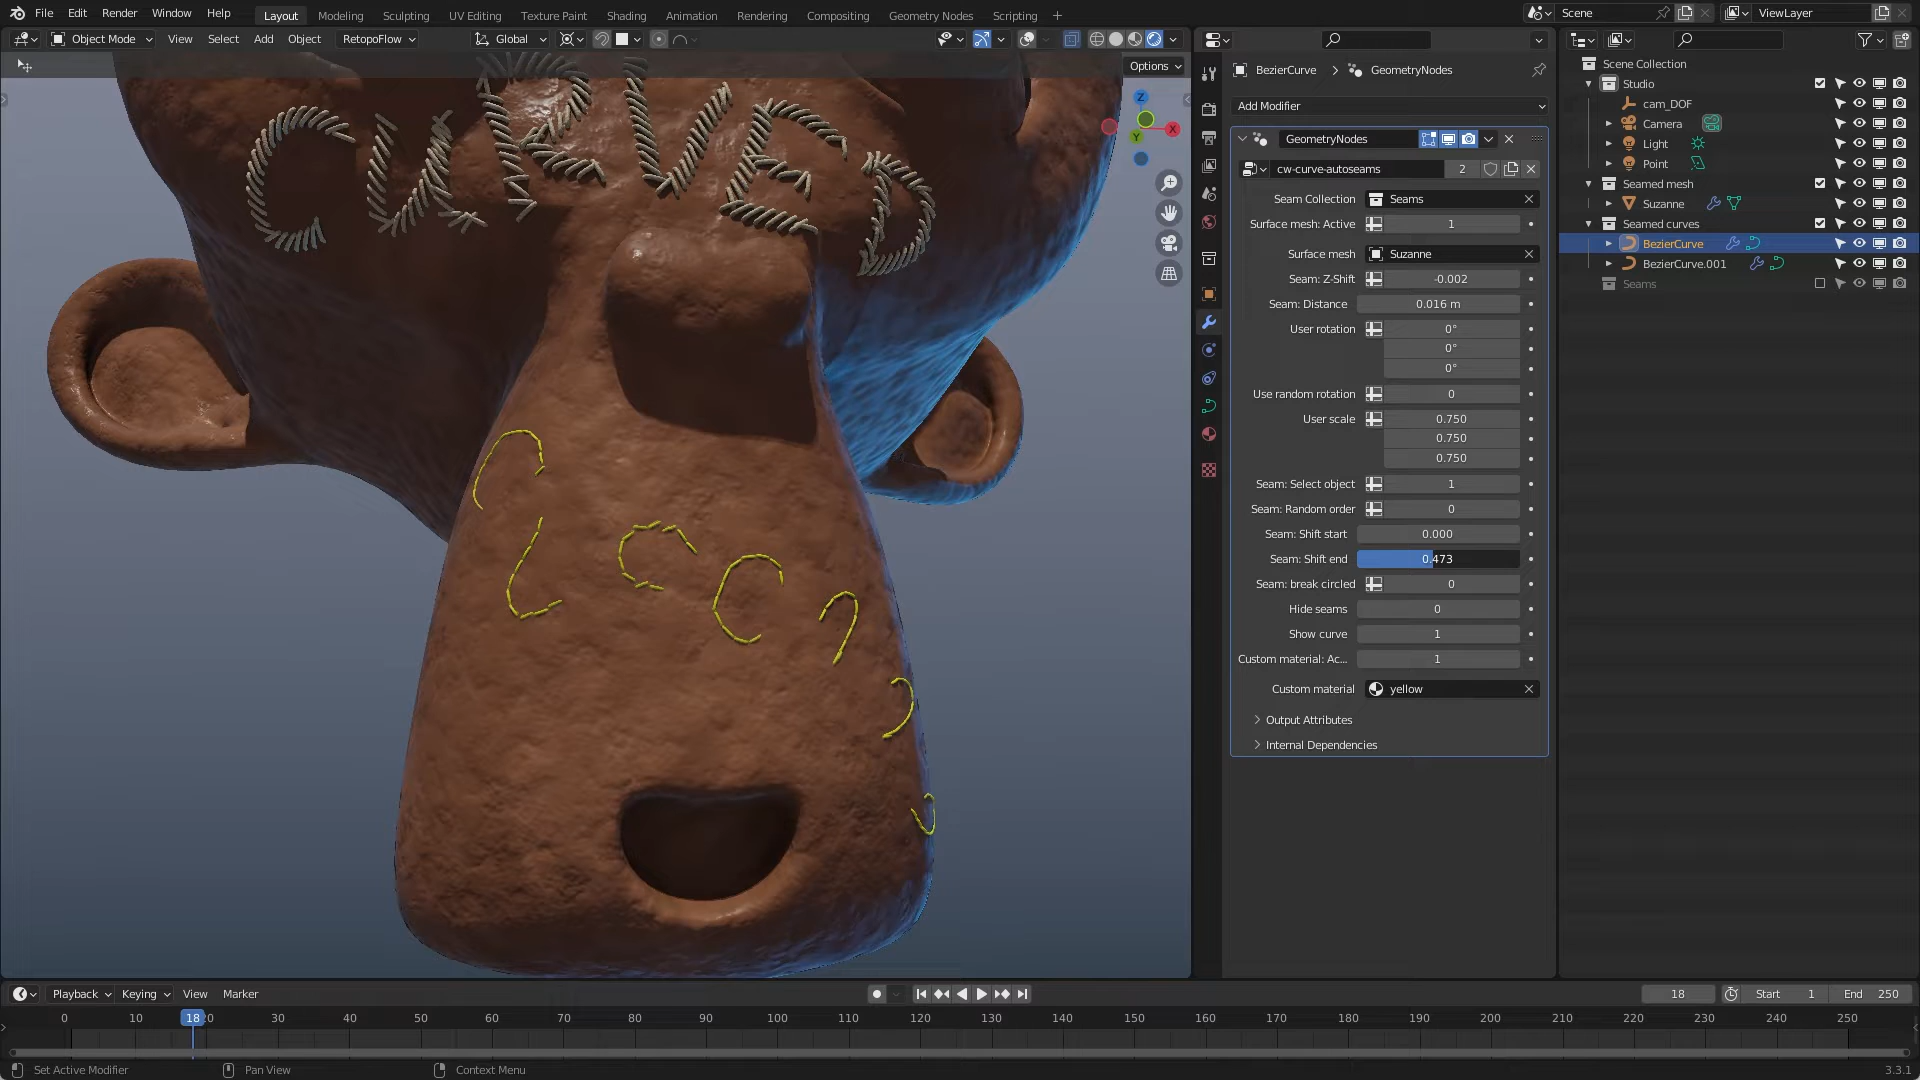 File Edit Render Window Help Layout Modeling Sculpting UV Editing Texture Paint Shading Animation Rendering Compositing Geometry Nodes Scripting + Scene ViewLayer
Object Mode View Select Add Object RetopoFlow Global
Options
Z
X
Y
CURVED
BezierCurve > GeometryNodes
Add Modifier
GeometryNodes
cw-curve-autoseams 2
Seam Collection Seams
Surface mesh: Active 1
Surface mesh Suzanne
Seam: Z-Shift -0.002
Seam: Distance 0.016 m
User rotation 0°
0°
0°
Use random rotation 0
User scale 0.750
0.750
0.750
Seam: Select object 1
Seam: Random order 0
Seam: Shift start 0.000
Seam: Shift end 0.473
Seam: break circled 0
Hide seams 0
Show curve 1
Custom material: Ac... 1
Custom material yellow
Output Attributes
Internal Dependencies
Scene Collection
Studio
cam_DOF
Camera
Light
Point
Seamed mesh
Suzanne
Seamed curves
BezierCurve
BezierCurve.001
Seams
Playback Keying View Marker 18 Start 1 End 250
0 10 18 20 30 40 50 60 70 80 90 100 110 120 130 140 150 160 170 180 190 200 210 220 230 240 250
Set Active Modifier Pan View Context Menu 3.3.1